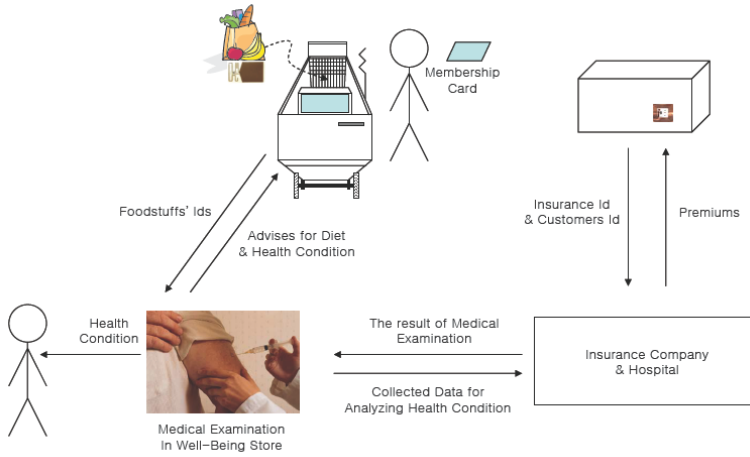 Membership
Card
Foodstuffs' Ids
Advises for Diet
& Health Condition
Insurance Id
& Customers Id
Premiums
Health
Condition
The result of Medical
Examination
Insurance Company
& Hospital
Collected Data for
Analyzing Health Condition
Medical Examination
In Well-Being Store